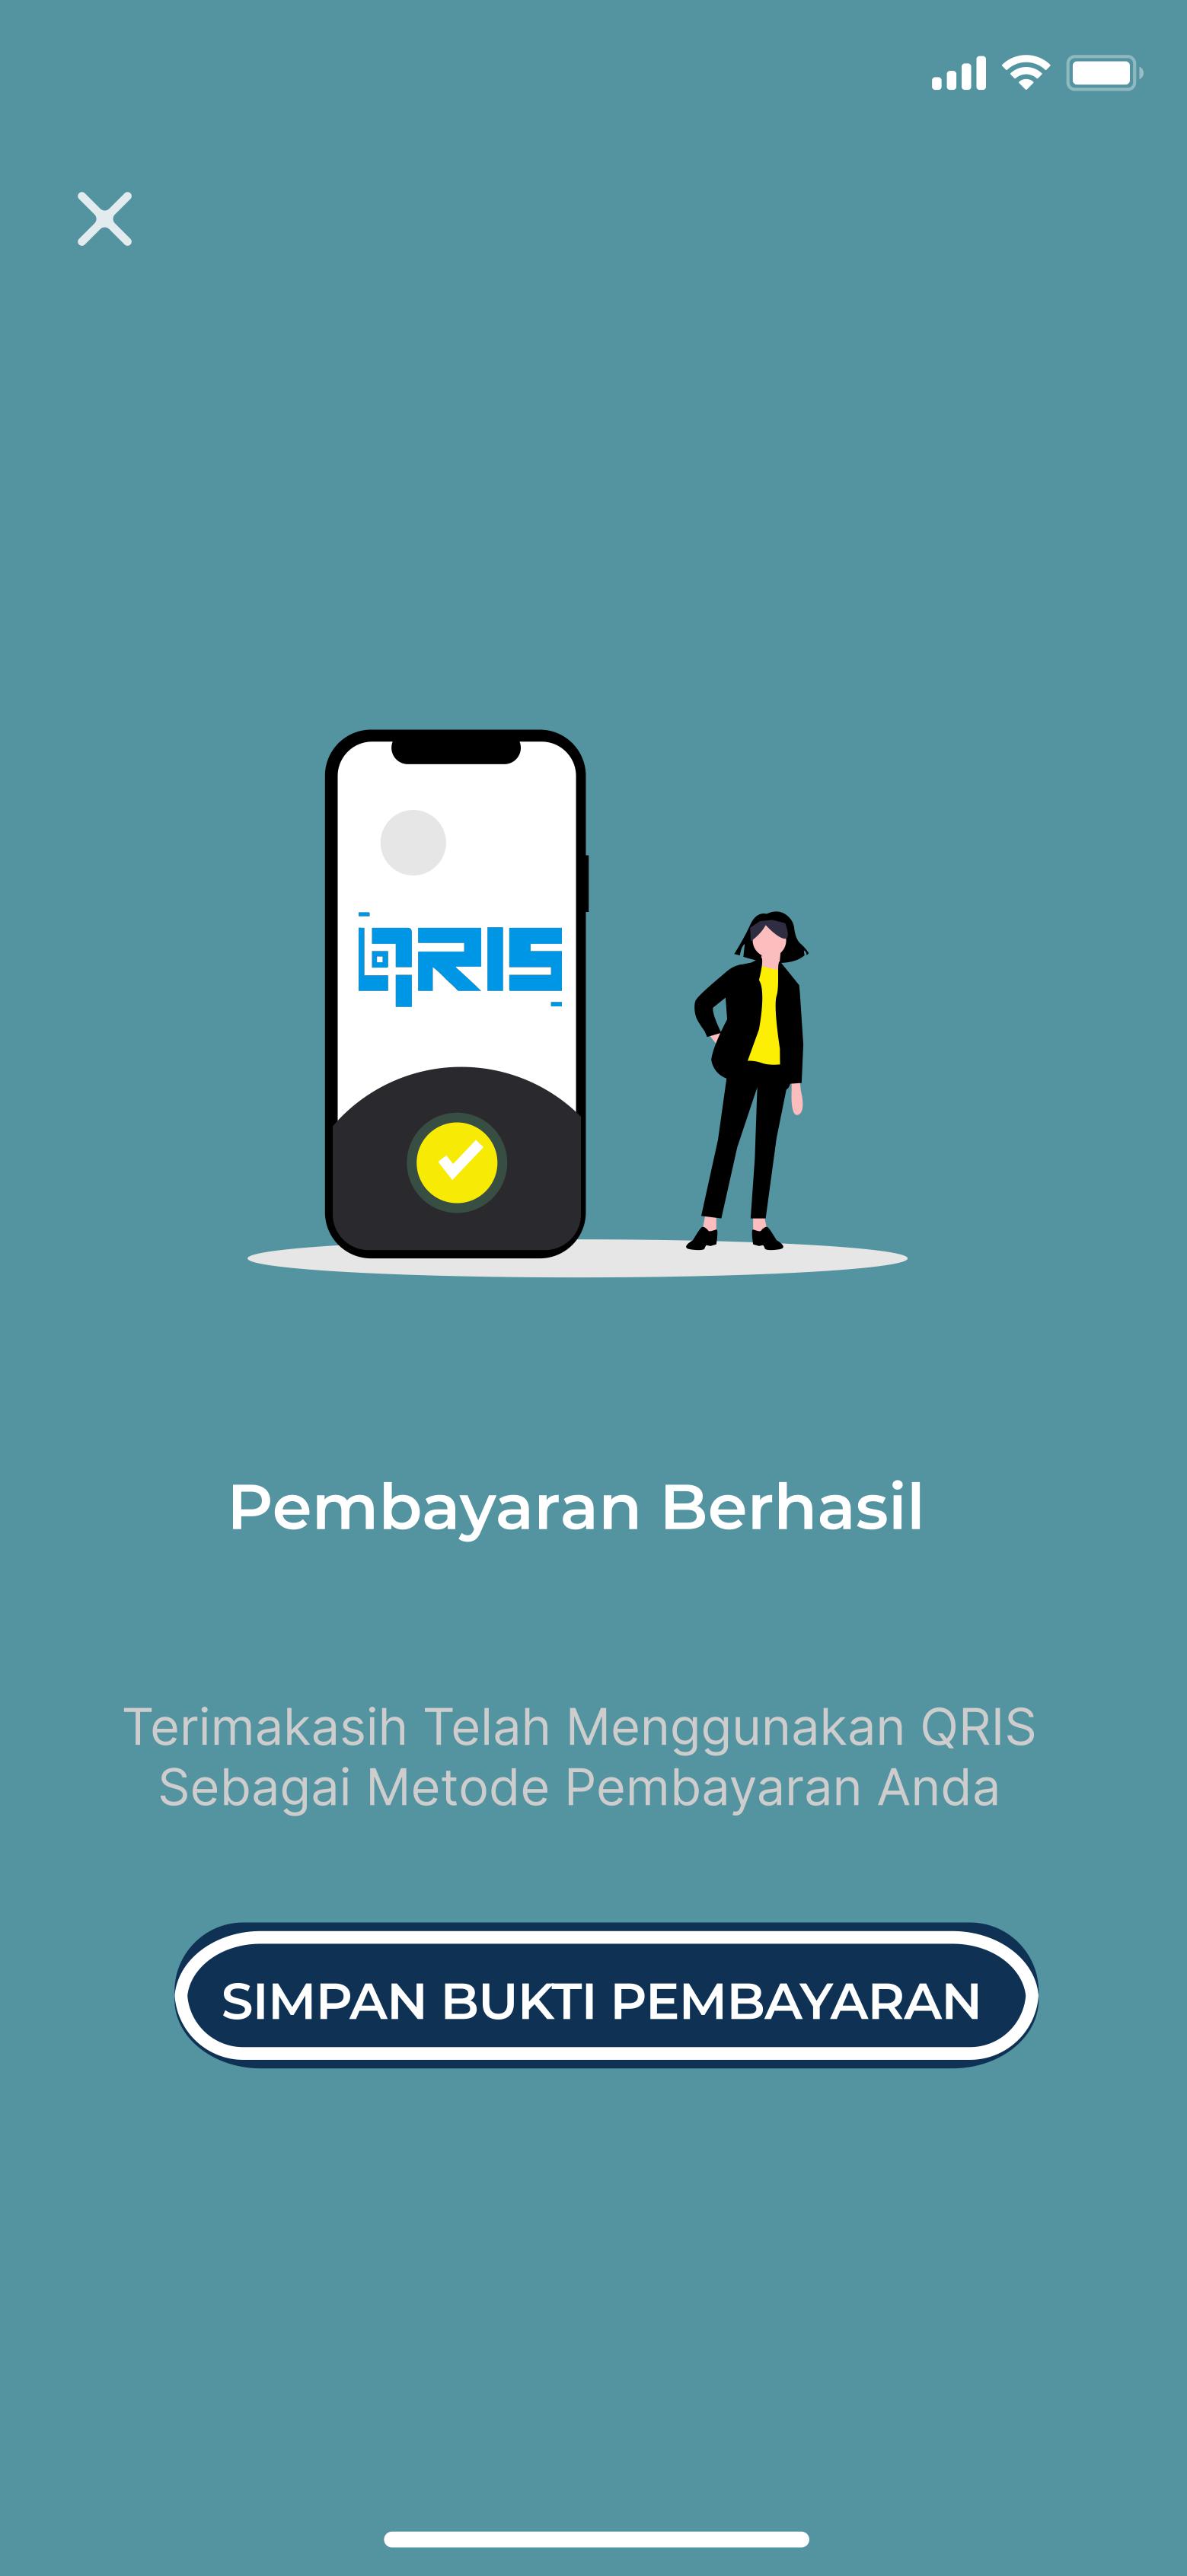 QRIS
Pembayaran Berhasil
Terimakasih Telah Menggunakan QRIS
Sebagai Metode Pembayaran Anda
SIMPAN BUKTI PEMBAYARAN